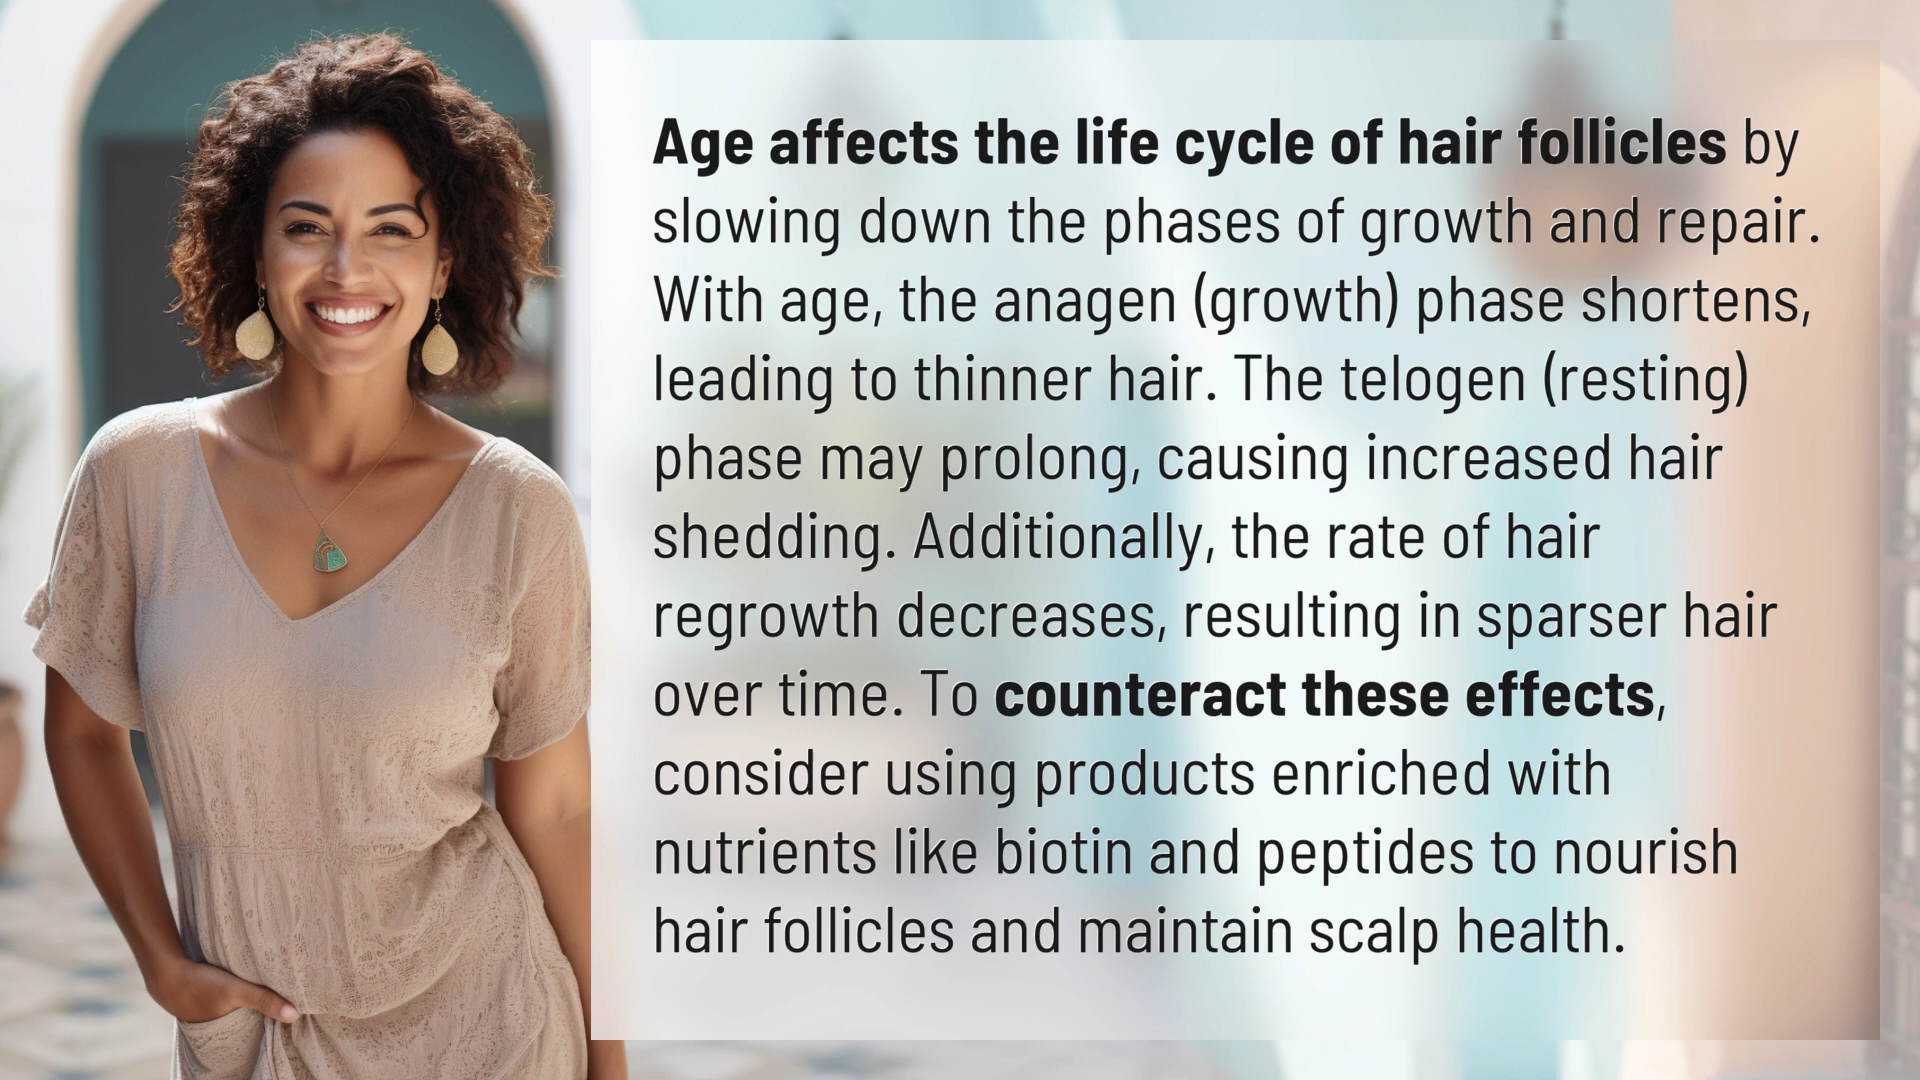 Age affects the life cycle of hair follicles by
slowing down the phases of growth and repair.
With age, the anagen (growth) phase shortens,
leading to thinner hair. The telogen (resting)
phase may prolong, causing increased hair
shedding. Additionally, the rate of hair
regrowth decreases, resulting in sparser hair
over time. To counteract these effects,
consider using products enriched with
nutrients like biotin and peptides to nourish
hair follicles and maintain scalp health.